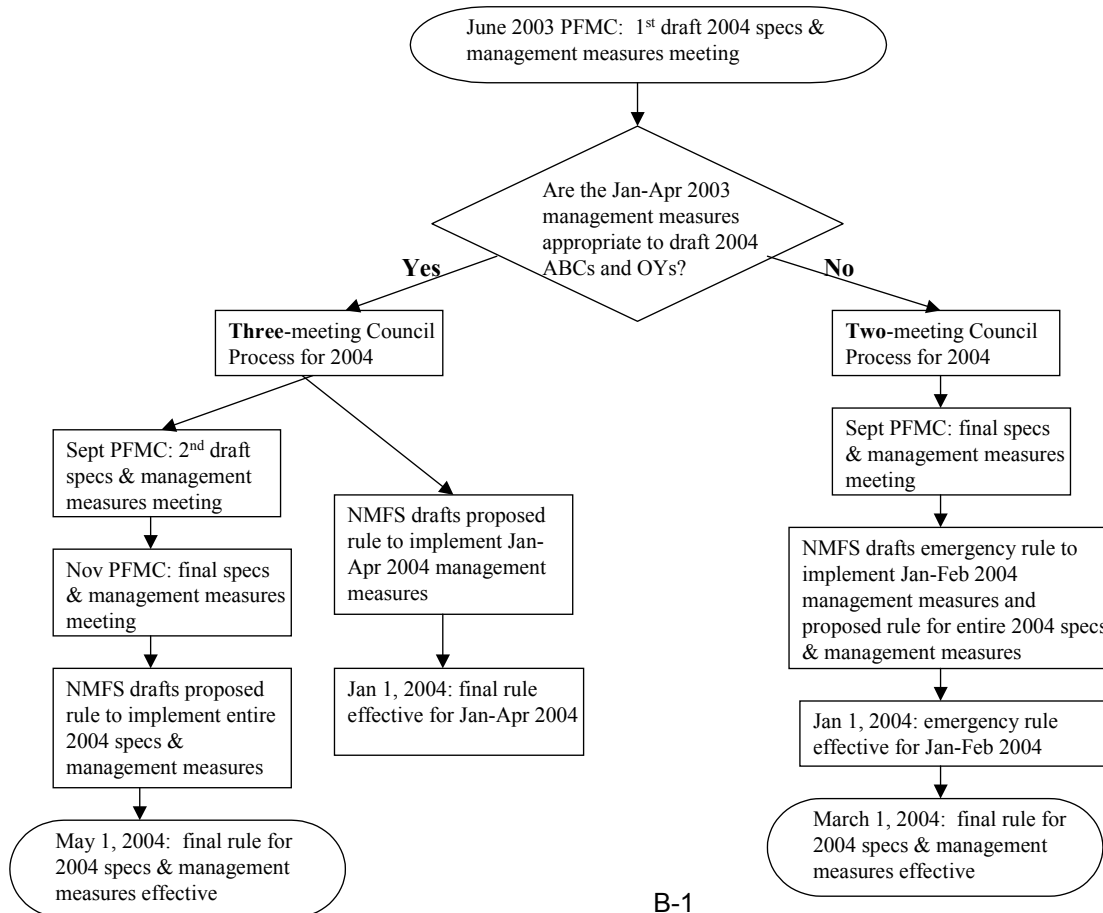 June 2003 PFMC: 1st draft 2004 specs &
management measures meeting
Are the Jan-Apr 2003
management measures
appropriate to draft 2004
ABCs and OYs?
Yes
No
Three-meeting Council
Process for 2004
Two-meeting Council
Process for 2004
Sept PFMC: 2nd draft
specs & management
measures meeting
Nov PFMC: final specs
& management measures
meeting
NMFS drafts proposed
rule to implement entire
2004 specs &
management measures
May 1, 2004: final rule for
2004 specs & management
measures effective
NMFS drafts proposed
rule to implement Jan-
Apr 2004 management
measures
Jan 1, 2004: final rule
effective for Jan-Apr 2004
Sept PFMC: final specs
& management measures
meeting
NMFS drafts emergency rule to
implement Jan-Feb 2004
management measures and
proposed rule for entire 2004 specs
& management measures
Jan 1, 2004: emergency rule
effective for Jan-Feb 2004
March 1, 2004: final rule for
2004 specs & management
measures effective
B-1